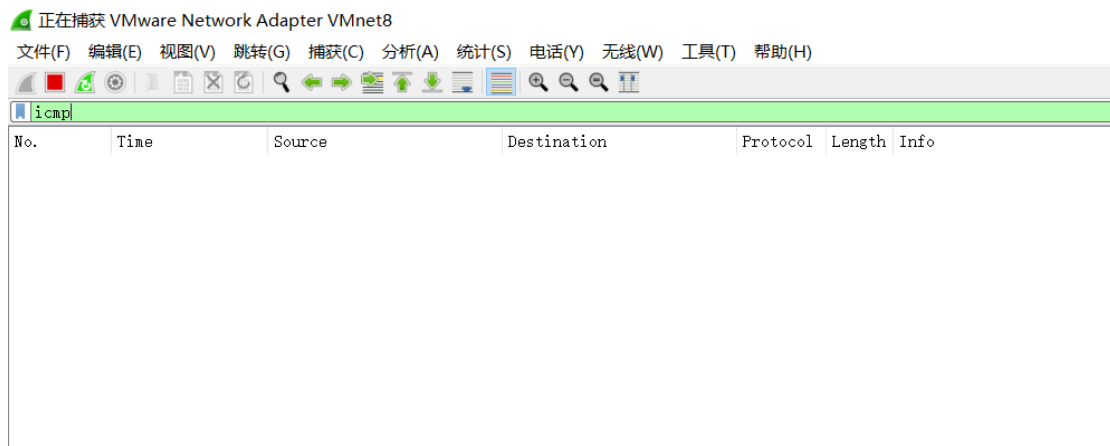 正在捕获 VMware Network Adapter VMnet8
文件(F) 编辑(E) 视图(V) 跳转(G) 捕获(C) 分析(A) 统计(S) 电话(Y) 无线(W) 工具(T) 帮助(H)
icmp
No. Time Source Destination Protocol Length Info